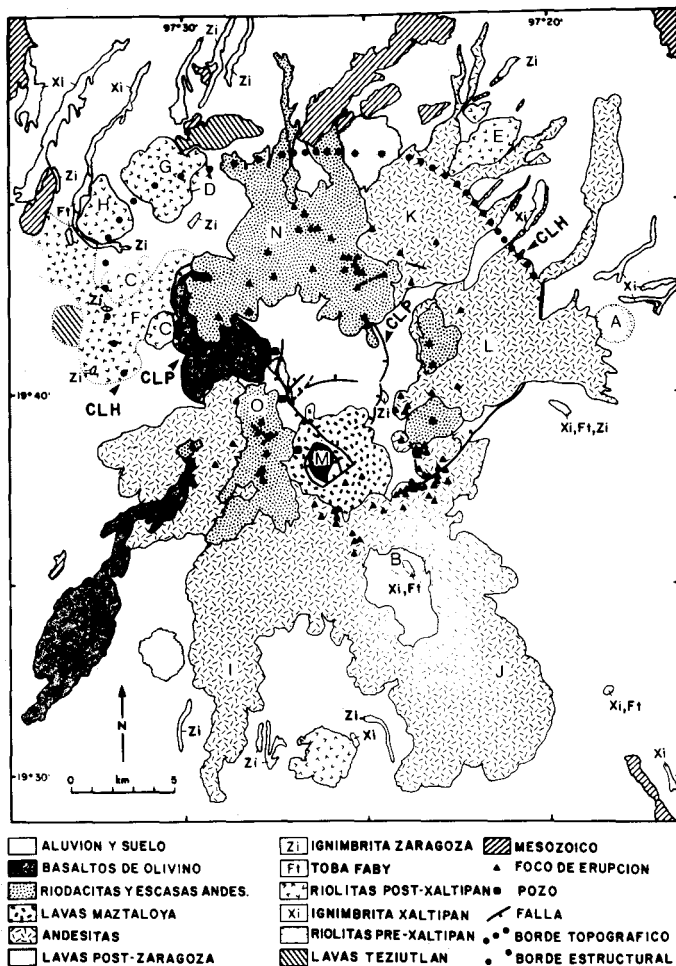 97°30' 97°20'
Zi
Zi
Zi
Xi
Xi
Xi
Zi
E
G
D
Zi
H
Ft
Zi
Zi
K
Xi
CLH
N
C
Zi
F
C
CLP
L
Xi
A
CLP
Zi
CLH
19°40'
Zi
Xi,Ft,Zi
O
M
B
Xi,Ft
I
J
N
Zi
Zi
Xi
Zi
Xi,Ft
Xi
19°30'
0 km 5
ALUVION Y SUELO
BASALTOS DE OLIVINO
RIODACITAS Y ESCASAS ANDES.
LAVAS MAZTALOYA
ANDESITAS
LAVAS POST-ZARAGOZA
Zi IGNIMBRITA ZARAGOZA
Ft TOBA FABY
RIOLITAS POST-XALTIPAN
Xi IGNIMBRITA XALTIPAN
RIOLITAS PRE-XALTIPAN
LAVAS TEZIUTLAN
MESOZOICO
FOCO DE ERUPCION
POZO
FALLA
BORDE TOPOGRAFICO
BORDE ESTRUCTURAL